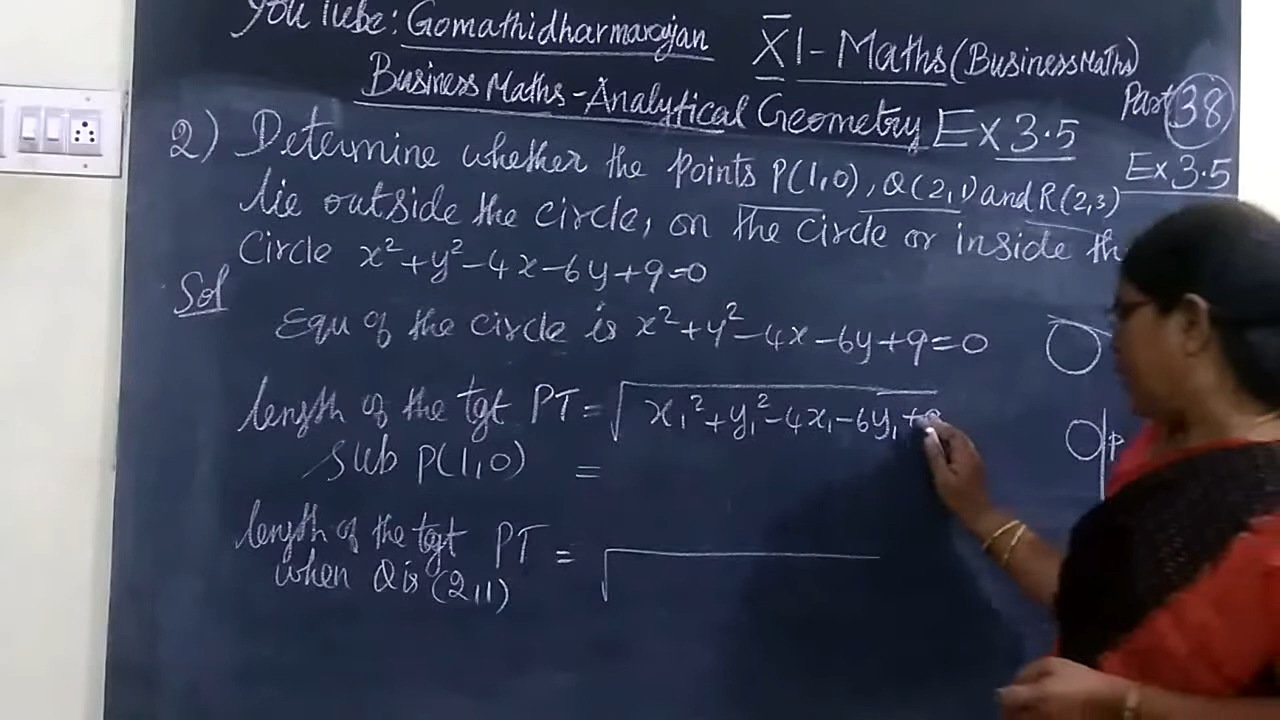 YouTube: Gomathidharmarajan XI-Maths (Business Maths)
Business Maths-Analytical Geometry Ex 3.5
Part 38
Ex 3.5
2) Determine whether the points P(1,0), Q(2,1) and R(2,3)
lie outside the circle, on the circle or inside th
Circle x²+y²-4x-6y+9=0
Sol
Equ of the circle is x²+y²-4x-6y+9=0
length of the tgt PT = √x₁²+y₁²-4x₁-6y₁+9
Sub P(1,0) =
P
length of the tgt PT = √
when Q is (2,1)